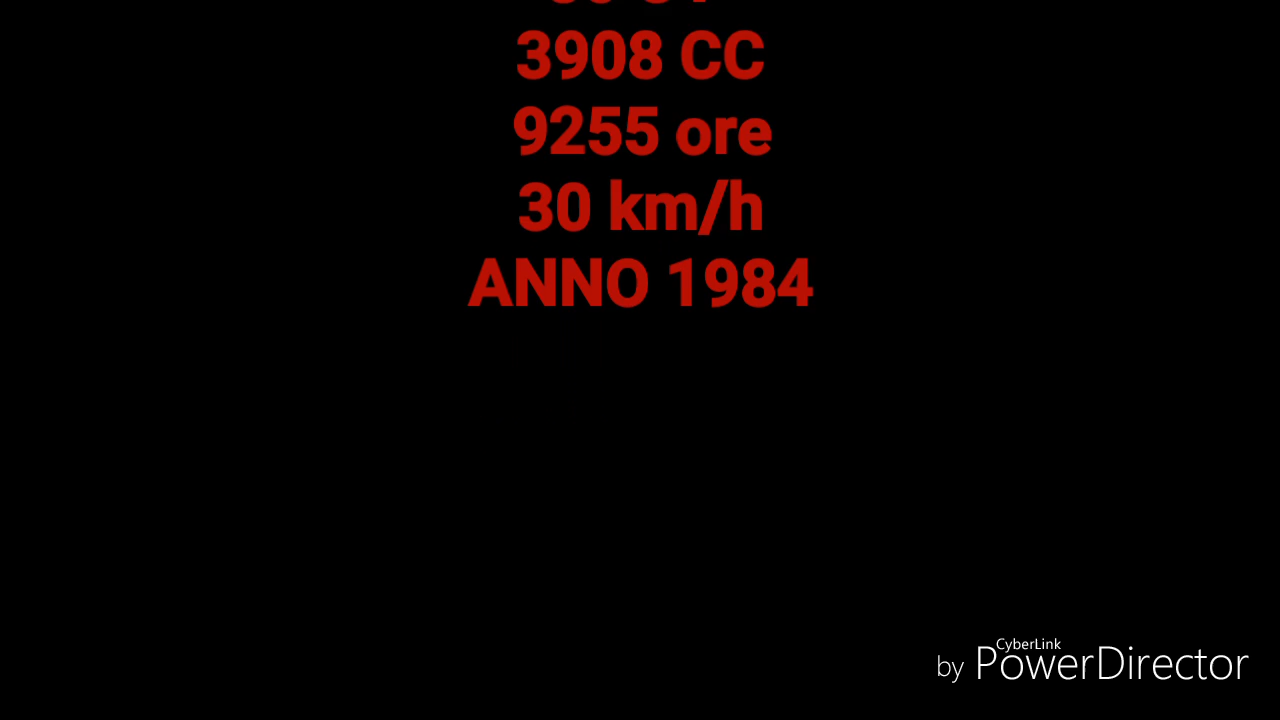 3908 CC
9255 ore
30 km/h
ANNO 1984
CyberLink
by PowerDirector